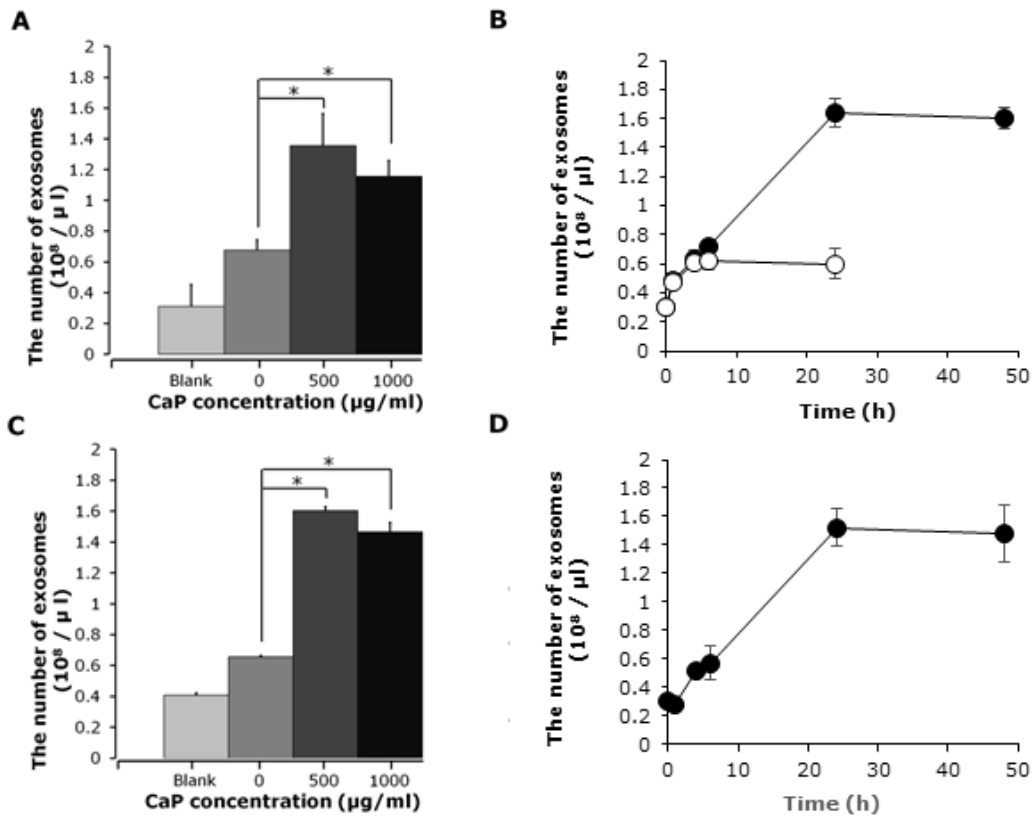 A
The number of exosomes
(10⁸ / µ l)
2
1.8
1.6
1.4
1.2
1
0.8
0.6
0.4
0.2
0
*
*
Blank 0 500 1000
CaP concentration (µg/ml)
B
The number of exosomes
(10⁸ / µl)
2
1.8
1.6
1.4
1.2
1
0.8
0.6
0.4
0.2
0
0 10 20 30 40 50
Time (h)
C
The number of exosomes
(10⁸ / µ l)
2
1.8
1.6
1.4
1.2
1
0.8
0.6
0.4
0.2
0
*
*
Blank 0 500 1000
CaP concentration (µg/ml)
D
The number of exosomes
(10⁸ / µl)
2
1.8
1.6
1.4
1.2
1
0.8
0.6
0.4
0.2
0
0 10 20 30 40 50
Time (h)